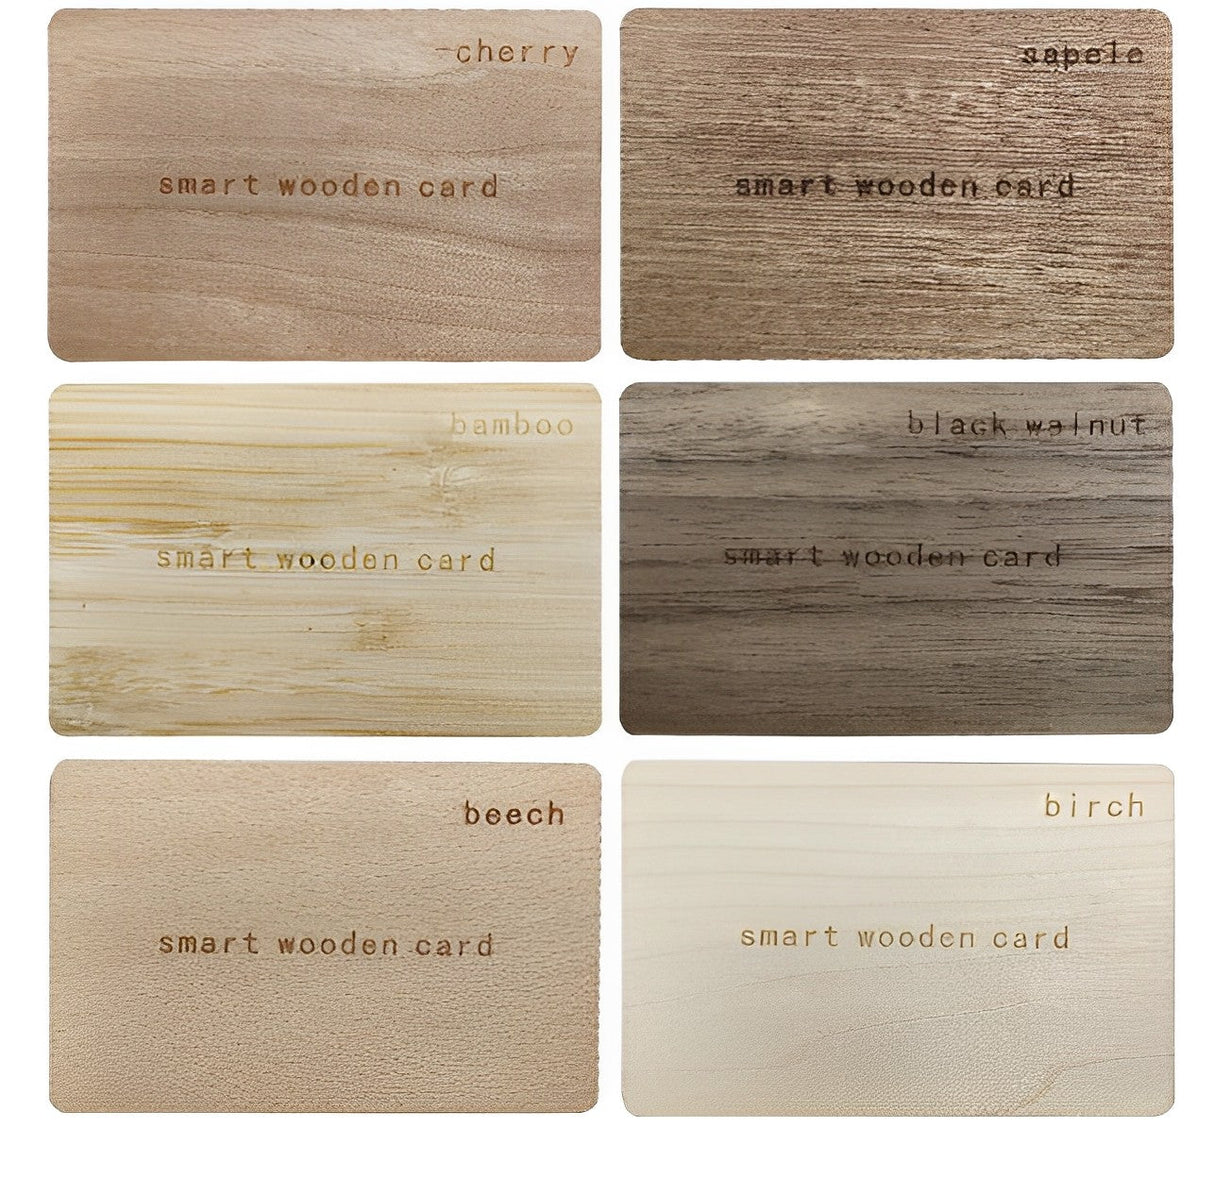 cherry
smart wooden card
sapele
smart wooden card
bamboo
smart wooden card
black walnut
smart wooden card
beech
smart wooden card
birch
smart wooden card